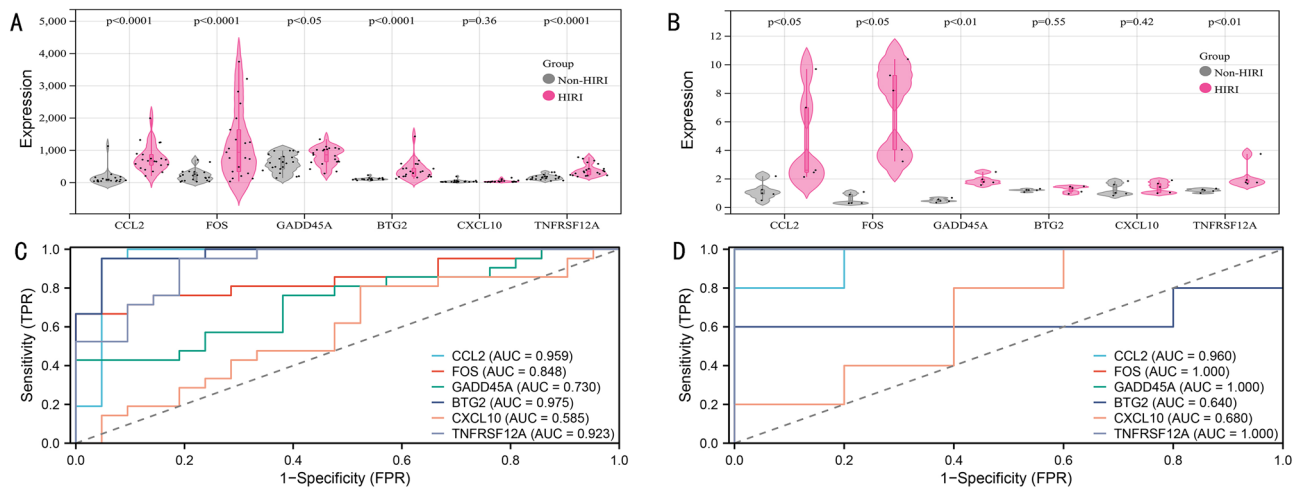 A
p<0.0001 p<0.0001 p<0.05 p<0.0001 p=0.36 p<0.0001
5,000
4,000
3,000
2,000
1,000
0
Expression
Group
Non-HIRI
HIRI
CCL2 FOS GADD45A BTG2 CXCL10 TNFRSF12A
B
p<0.05 p<0.05 p<0.01 p=0.55 p=0.42 p<0.01
12
10
8
6
4
2
0
Expression
Group
Non-HIRI
HIRI
CCL2 FOS GADD45A BTG2 CXCL10 TNFRSF12A
C
1.0
0.8
0.6
0.4
0.2
0.0
Sensitivity (TPR)
CCL2 (AUC = 0.959)
FOS (AUC = 0.848)
GADD45A (AUC = 0.730)
BTG2 (AUC = 0.975)
CXCL10 (AUC = 0.585)
TNFRSF12A (AUC = 0.923)
0.0 0.2 0.4 0.6 0.8 1.0
1−Specificity (FPR)
D
1.0
0.8
0.6
0.4
0.2
0.0
Sensitivity (TPR)
CCL2 (AUC = 0.960)
FOS (AUC = 1.000)
GADD45A (AUC = 1.000)
BTG2 (AUC = 0.640)
CXCL10 (AUC = 0.680)
TNFRSF12A (AUC = 1.000)
0.0 0.2 0.4 0.6 0.8 1.0
1−Specificity (FPR)